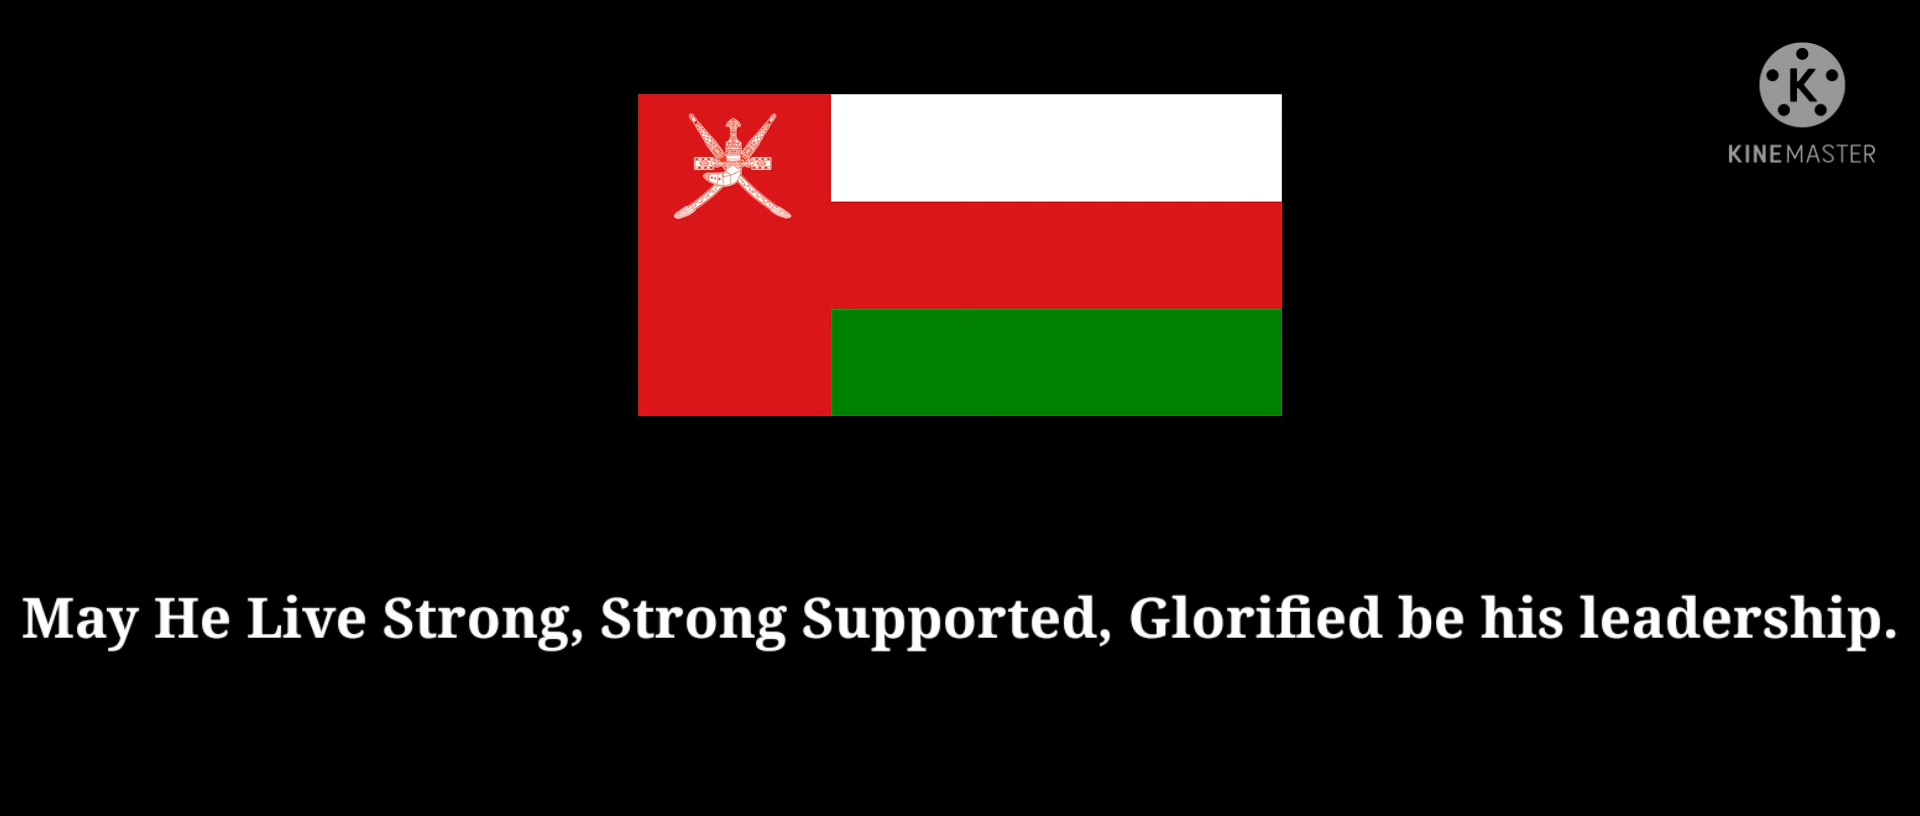 K
KINEMASTER
May He Live Strong, Strong Supported, Glorified be his leadership.